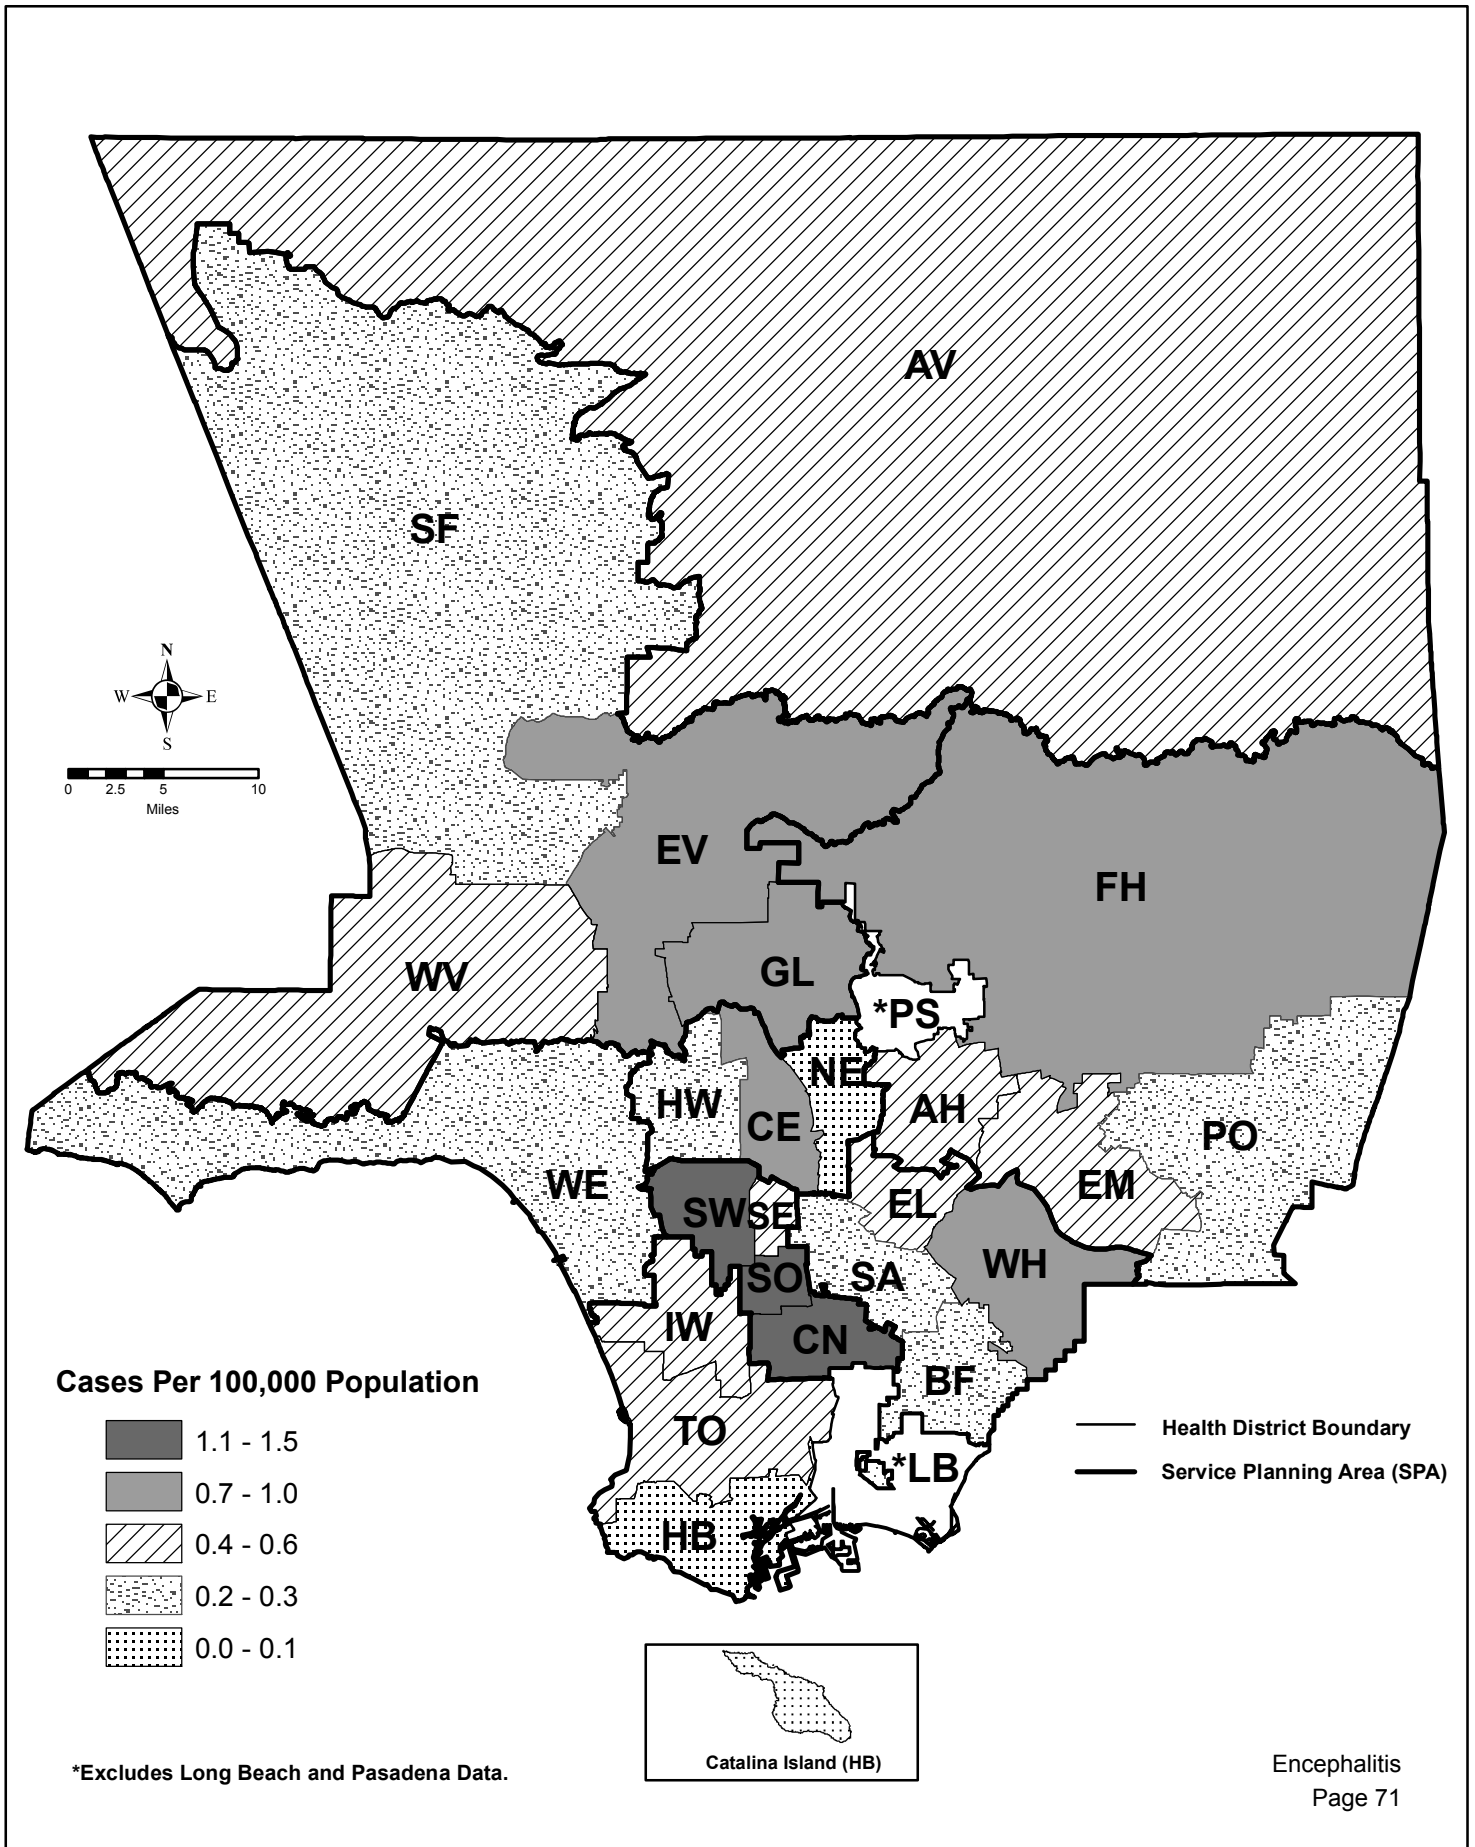 AV
SF
N
W E
S
0 2.5 5 10
Miles
EV
FH
WV
GL
*PS
NE
HW
AH
CE
PO
WE
EM
SW
SE
EL
WH
SO
SA
IW
CN
BF
TO
*LB
HB
Cases Per 100,000 Population
1.1 - 1.5
0.7 - 1.0
0.4 - 0.6
0.2 - 0.3
0.0 - 0.1
Health District Boundary
Service Planning Area (SPA)
Catalina Island (HB)
*Excludes Long Beach and Pasadena Data.
Encephalitis
Page 71